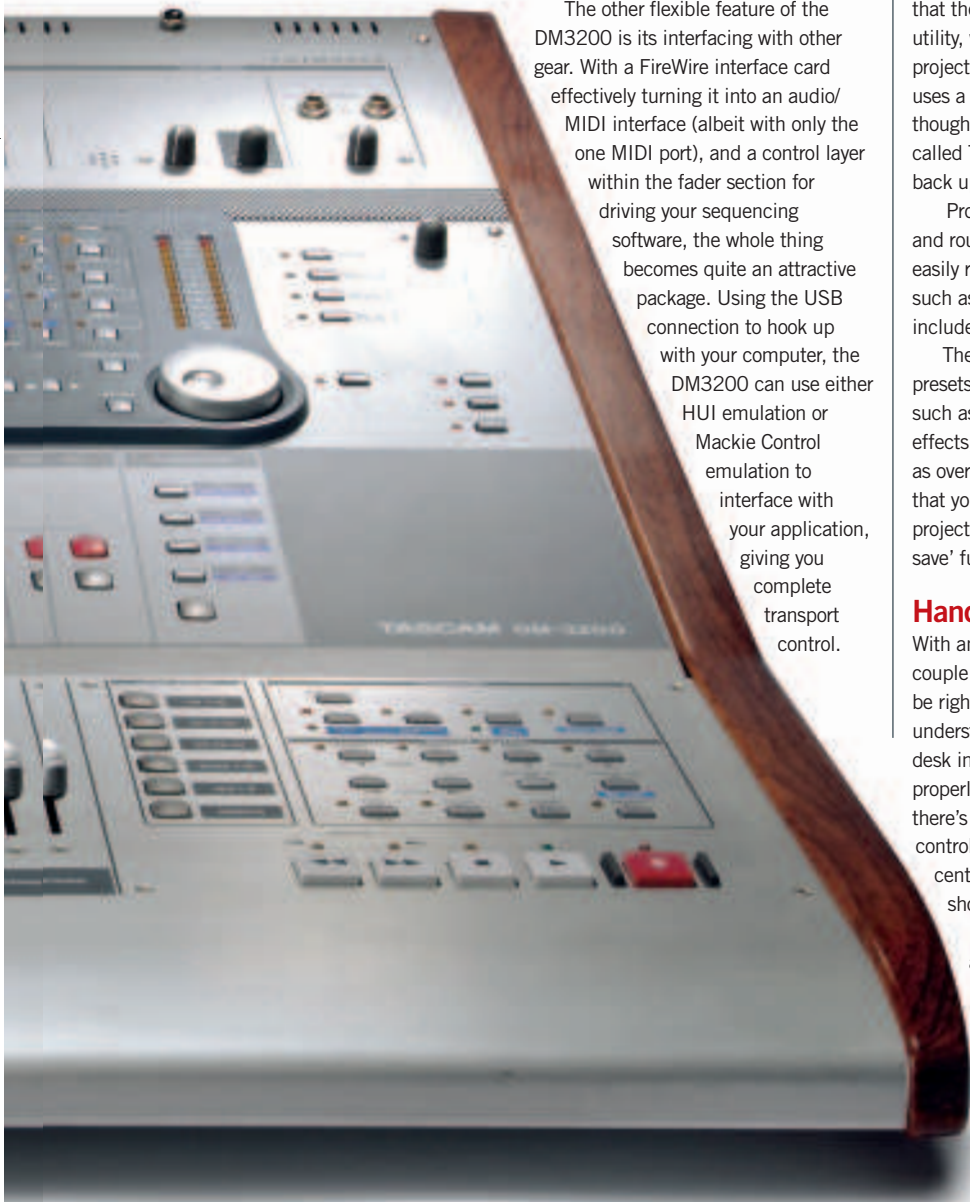 The other flexible feature of the
DM3200 is its interfacing with other
gear. With a FireWire interface card
effectively turning it into an audio/
MIDI interface (albeit with only the
one MIDI port), and a control layer
within the fader section for
driving your sequencing
software, the whole thing
becomes quite an attractive
package. Using the USB
connection to hook up
with your computer, the
DM3200 can use either
HUI emulation or
Mackie Control
emulation to
interface with
your application,
giving you
complete
transport
control.
that the
utility,
project
uses a
though
called
back u
Pro
and rou
easily
such as
include
The
presets
such as
effects
as over
that yo
project
save' fu
Hand
With an
couple
be righ
underst
desk in
properl
there's
control
cent
sho
TASCAM DM-3200